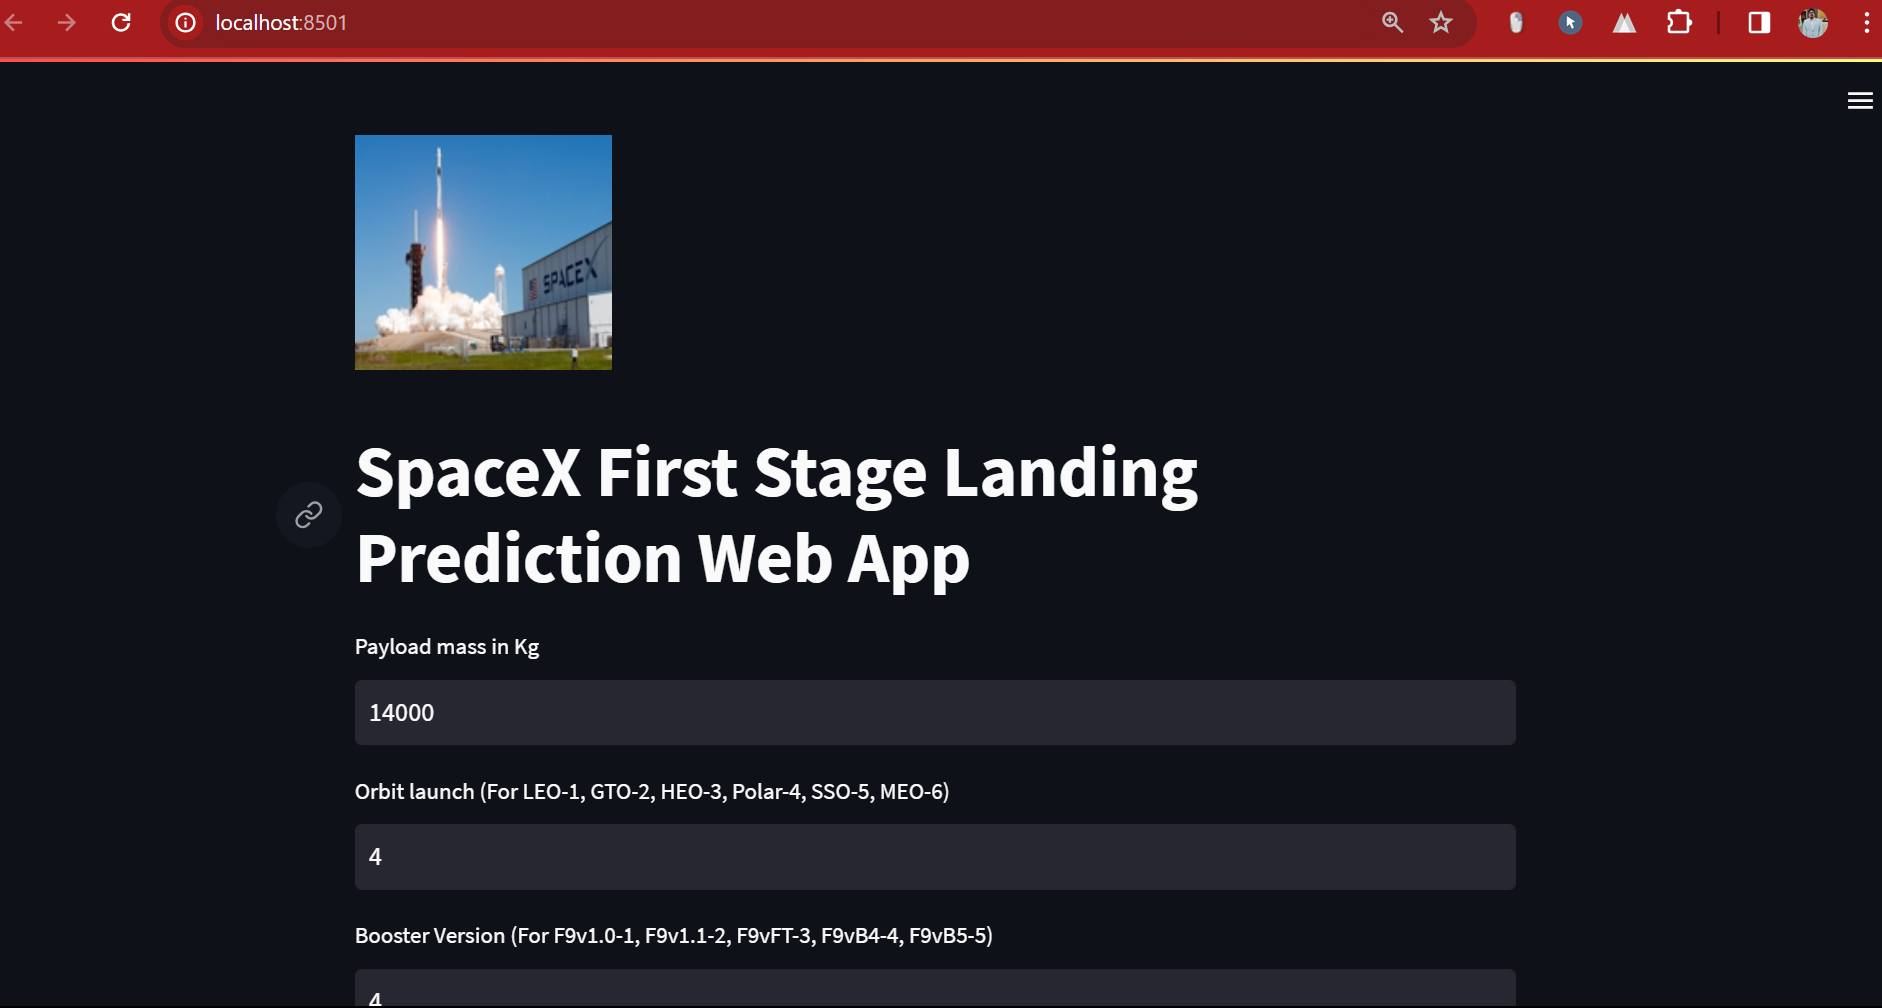 localhost:8501
SPACEX
SpaceX First Stage Landing
Prediction Web App
Payload mass in Kg
14000
Orbit launch (For LEO-1, GTO-2, HEO-3, Polar-4, SSO-5, MEO-6)
4
Booster Version (For F9v1.0-1, F9v1.1-2, F9vFT-3, F9vB4-4, F9vB5-5)
4